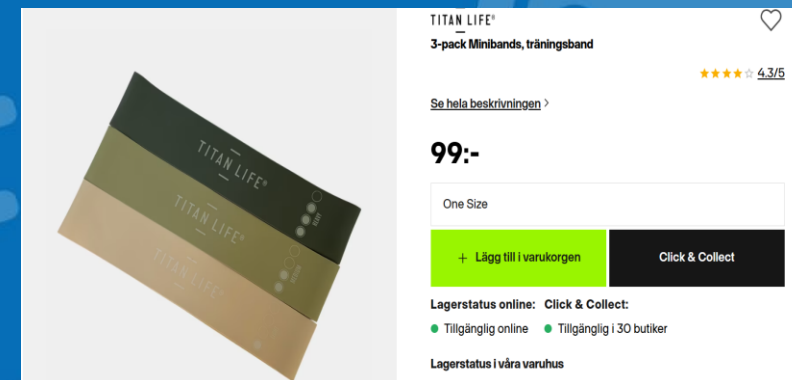 TITAN LIFE®
3-pack Minibands, träningsband
4.3/5
Se hela beskrivningen >
99:-
One Size
+ Lägg till i varukorgen
Click & Collect
Lagerstatus online: Click & Collect:
Tillgänglig online Tillgänglig i 30 butiker
Lagerstatus i våra varuhus
TITAN LIFE®
HEAVY
TITAN LIFE®
MEDIUM
TITAN LIFE®